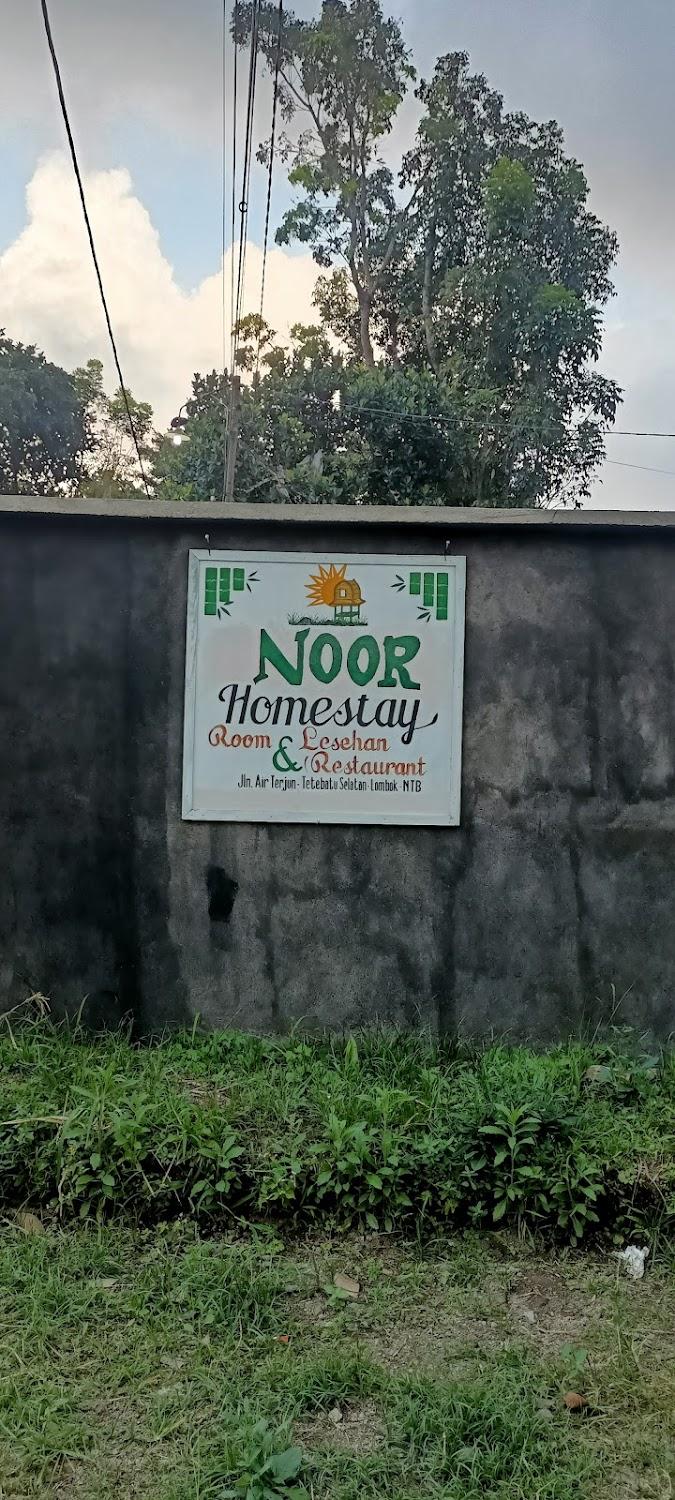 NOOR
Homestay
Room & Lesehan
Restaurant
Jln. Air Terjun - Tetebatu Selatan - Lombok - NTB